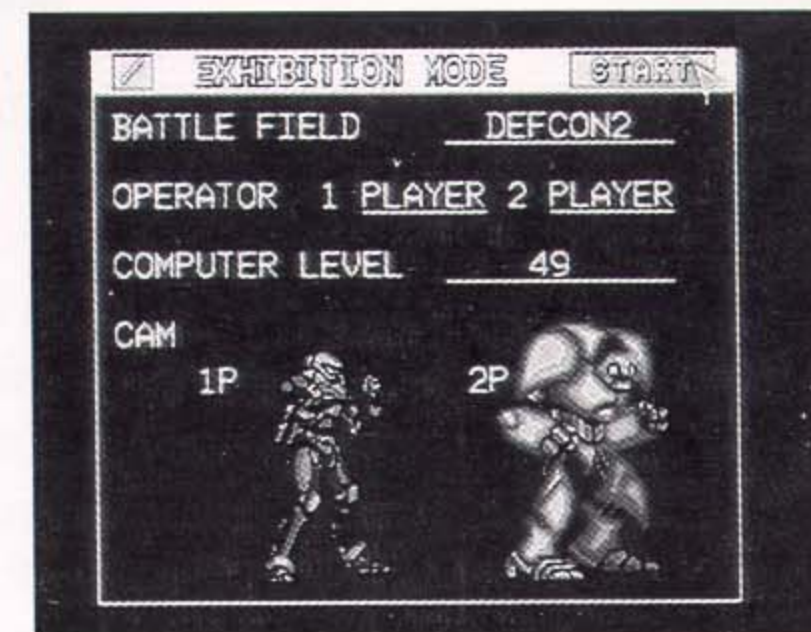 EXHIBITION MODE START
BATTLE FIELD DEFCON2
OPERATOR 1 PLAYER 2 PLAYER
COMPUTER LEVEL 49
CAM
1P 2P